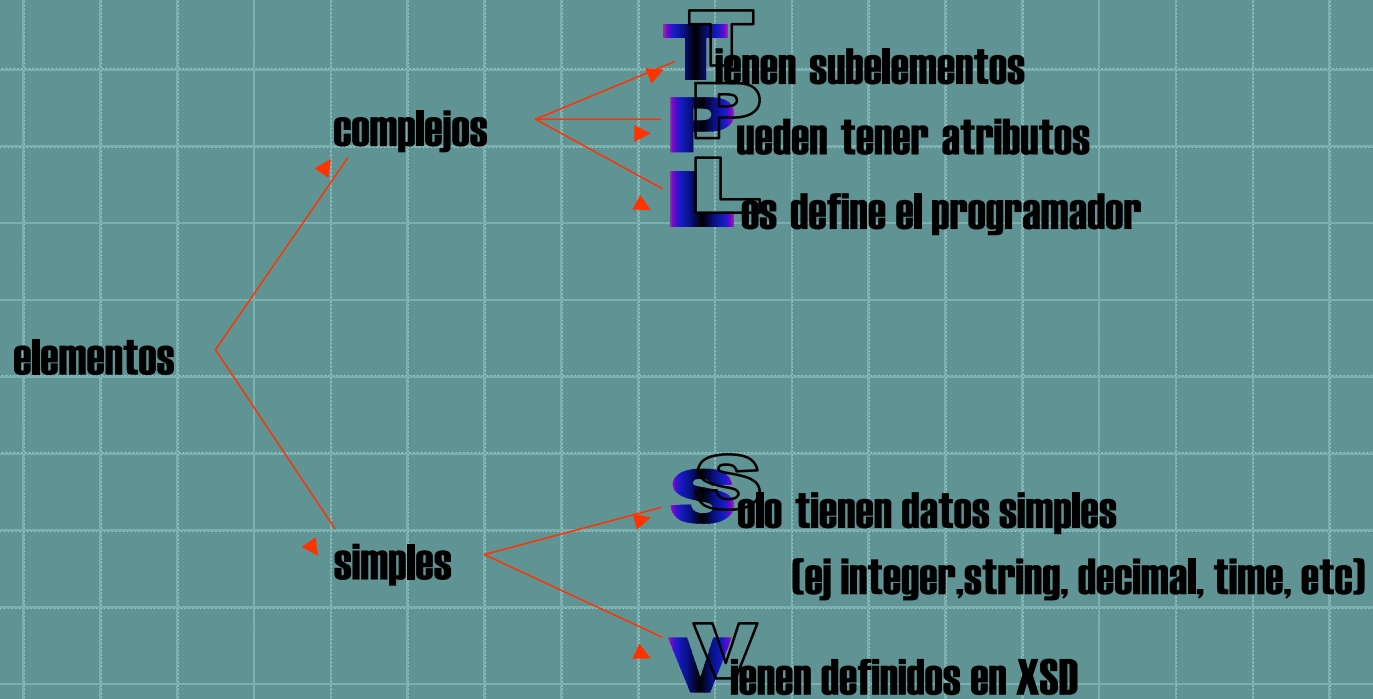 Tienen subelementos
complejos
Pueden tener atributos
Los define el programador
elementos
Solo tienen datos simples
simples
(ej integer,string, decimal, time, etc)
Vienen definidos en XSD